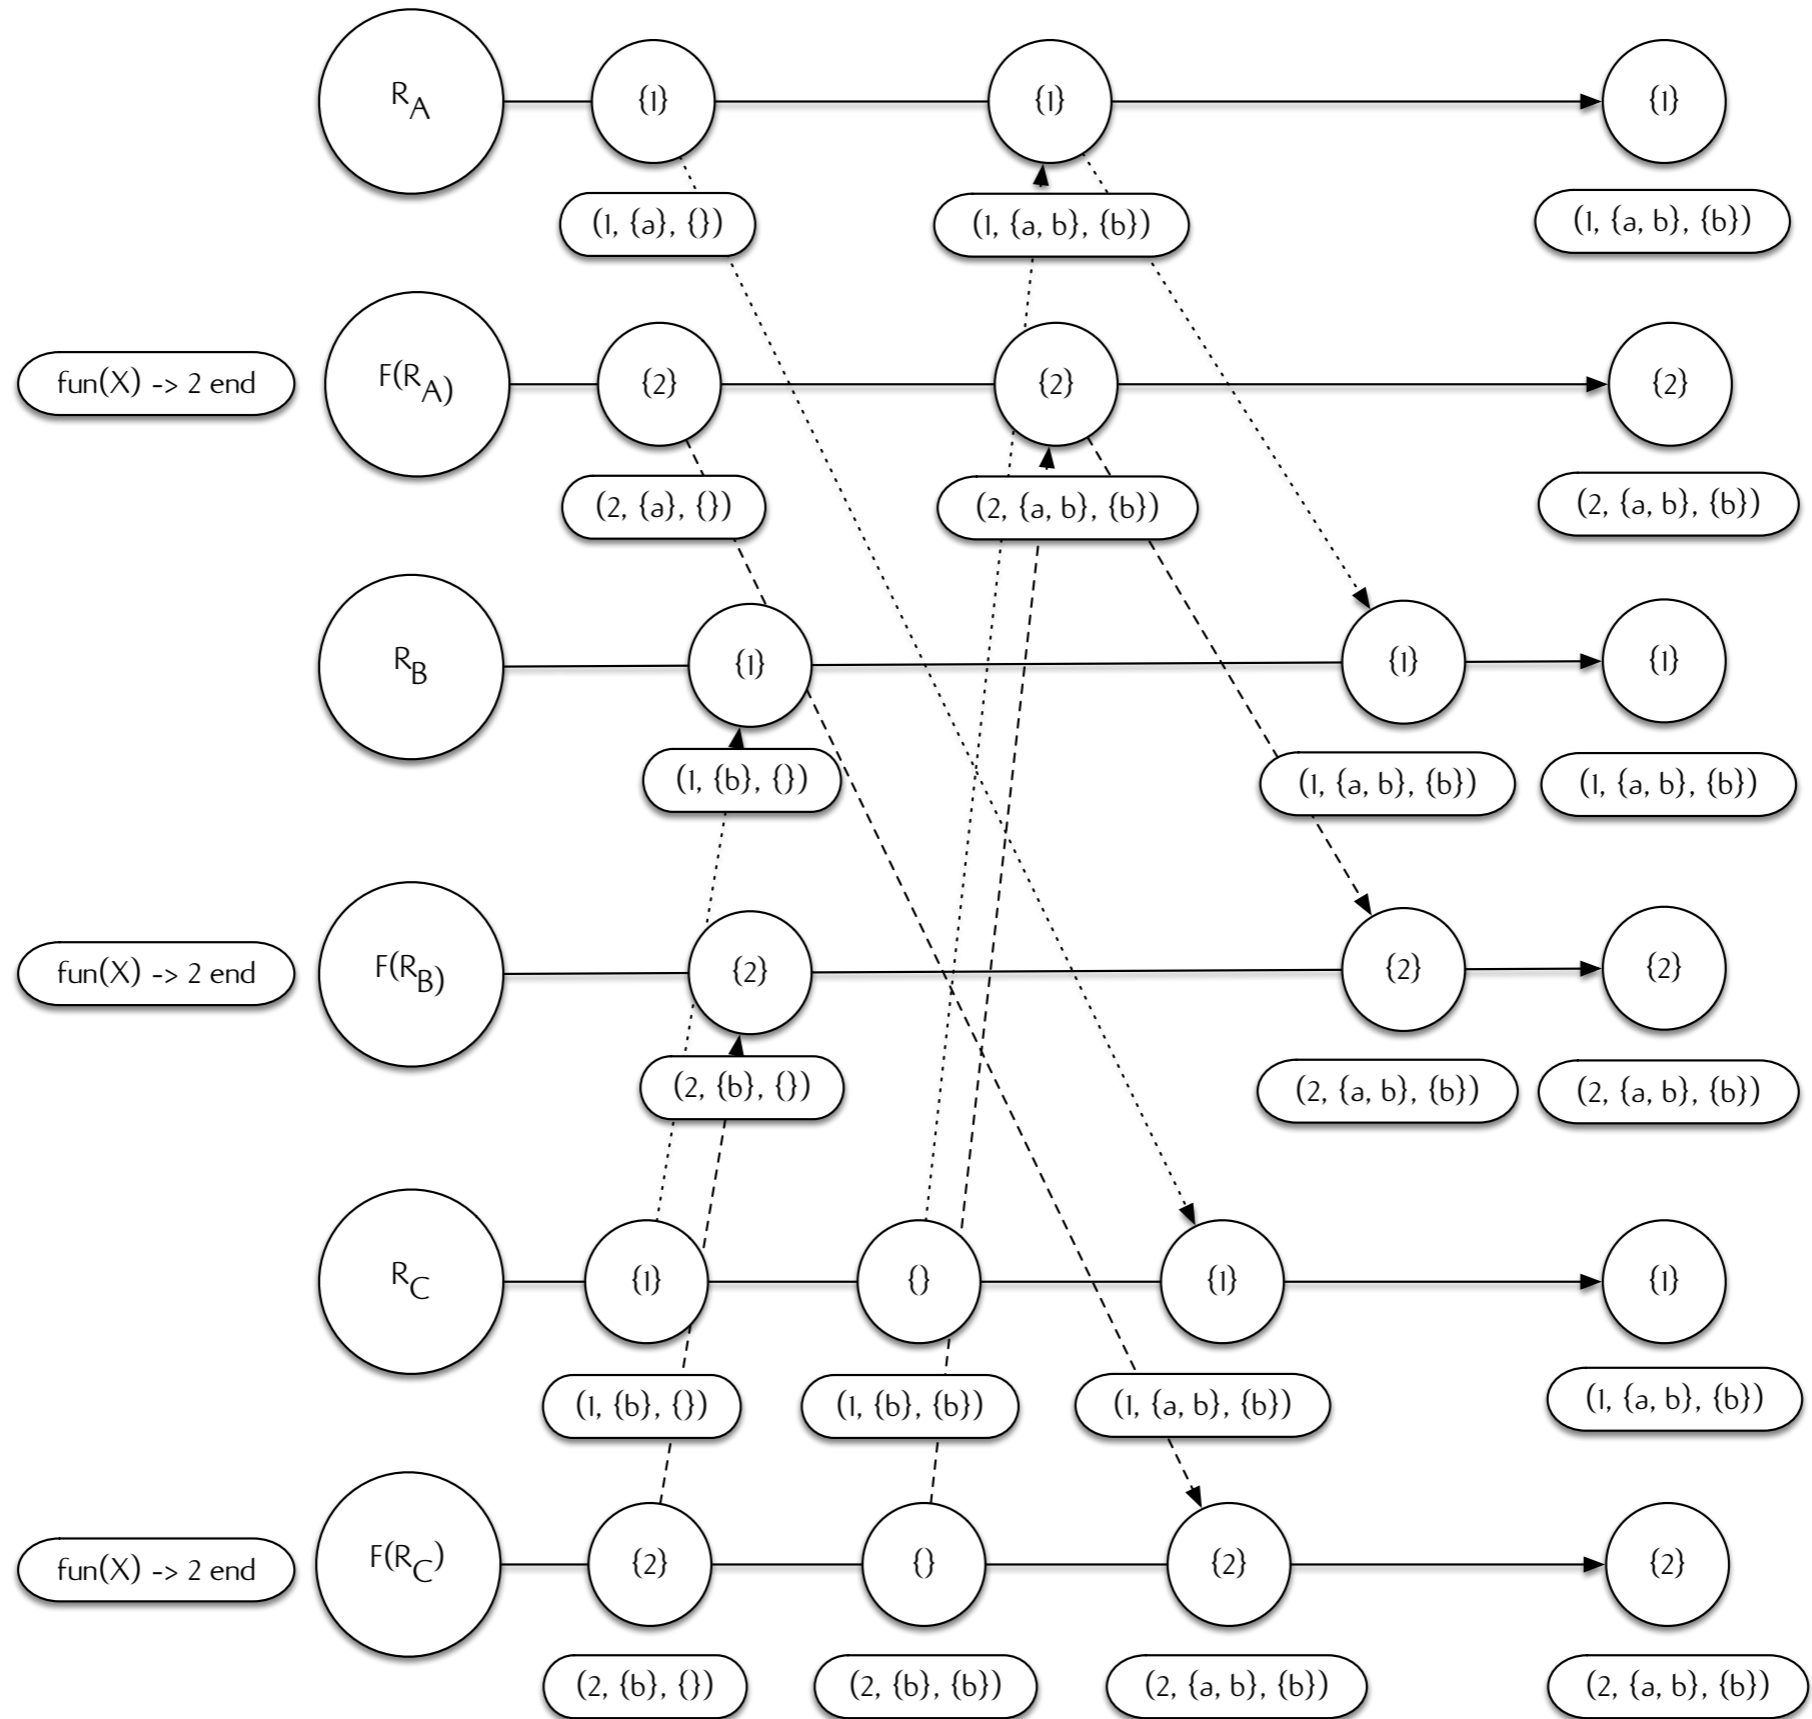 R_A {1} {1} {1}
(1, {a}, {}) (1, {a, b}, {b}) (1, {a, b}, {b})
fun(X) -> 2 end F(R_A) {2} {2} {2}
(2, {a}, {}) (2, {a, b}, {b}) (2, {a, b}, {b})
R_B {1} {1} {1}
(1, {b}, {}) (1, {a, b}, {b}) (1, {a, b}, {b})
fun(X) -> 2 end F(R_B) {2} {2} {2}
(2, {b}, {}) (2, {a, b}, {b}) (2, {a, b}, {b})
R_C {1} {} {1} {1}
(1, {b}, {}) (1, {b}, {b}) (1, {a, b}, {b}) (1, {a, b}, {b})
fun(X) -> 2 end F(R_C) {2} {} {2} {2}
(2, {b}, {}) (2, {b}, {b}) (2, {a, b}, {b}) (2, {a, b}, {b})